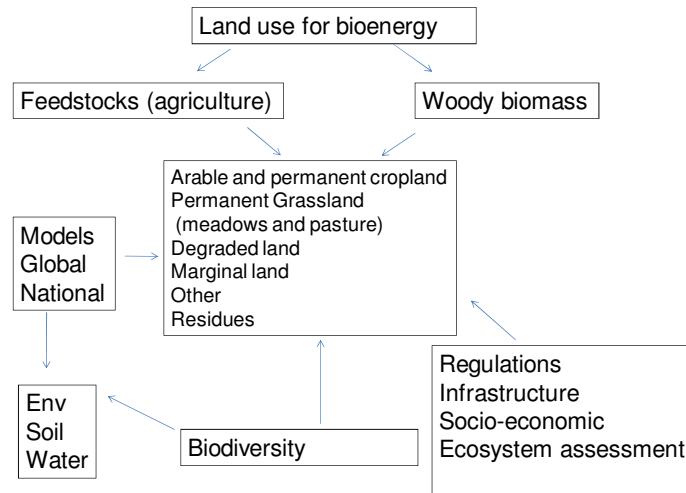 Land use for bioenergy
Feedstocks (agriculture)
Woody biomass
Arable and permanent cropland
Permanent Grassland
(meadows and pasture)
Degraded land
Marginal land
Other
Residues
Models
Global
National
Regulations
Infrastructure
Socio-economic
Ecosystem assessment
Env
Soil
Water
Biodiversity